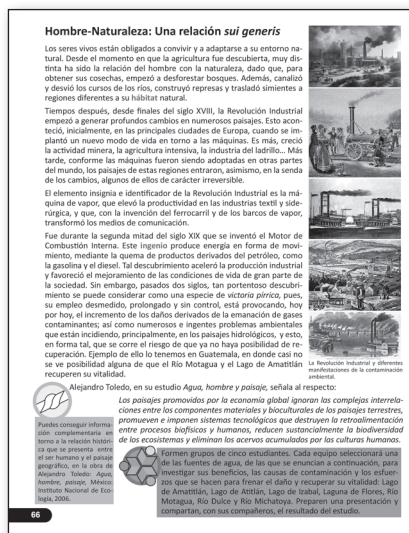 Hombre-Naturaleza: Una relación sui generis
Los seres vivos están obligados a convivir y a adaptarse a su entorno na-
tural. Desde el momento en que la agricultura fue descubierta, muy dis-
tinta ha sido la relación del hombre con la naturaleza, dado que, para
obtener sus cosechas, empezó a desforestar bosques. Además, canalizó
y desvió los cursos de los ríos, construyó represas y trasladó simientes a
regiones diferentes a su hábitat natural.
Tiempos después, desde finales del siglo XVIII, la Revolución Industrial
empezó a generar profundos cambios en numerosos paisajes. Esto acon-
teció, inicialmente, en las principales ciudades de Europa, cuando se im-
plantó un nuevo modo de vida en torno a las máquinas. Es más, creció
la actividad minera, la agricultura intensiva, la industria del ladrillo... Más
tarde, conforme las máquinas fueron siendo adoptadas en otras partes
del mundo, los paisajes de estas regiones entraron, asimismo, en la senda
de los cambios, algunos de ellos de carácter irreversible.
El elemento insignia e identificador de la Revolución Industrial es la má-
quina de vapor, que elevó la productividad en las industrias textil y side-
rúrgica, y que, con la invención del ferrocarril y de los barcos de vapor,
transformó los medios de comunicación.
Fue durante la segunda mitad del siglo XIX que se inventó el Motor de
Combustión Interna. Este ingenio produce energía en forma de movi-
miento, mediante la quema de productos derivados del petróleo, como
la gasolina y el diesel. Tal descubrimiento aceleró la producción industrial
y favoreció el mejoramiento de las condiciones de vida de gran parte de
la sociedad. Sin embargo, pasados dos siglos, tan portentoso descubri-
miento se puede considerar como una especie de victoria pírrica, pues,
su empleo desmedido, prolongado y sin control, está provocando, hoy
por hoy, el incremento de los daños derivados de la emanación de gases
contaminantes; así como numerosos e ingentes problemas ambientales
que están incidiendo, principalmente, en los paisajes hidrológicos, y esto,
en forma tal, que se corre el riesgo de que ya no haya posibilidad de re-
cuperación. Ejemplo de ello lo tenemos en Guatemala, en donde casi no
se ve posibilidad alguna de que el Río Motagua y el Lago de Amatitlán
recuperen su vitalidad.
La Revolución Industrial y diferentes
manifestaciones de la contaminación
ambiental.
Alejandro Toledo, en su estudio Agua, hombre y paisaje, señala al respecto:
Los paisajes promovidos por la economía global ignoran las complejas interrela-
ciones entre los componentes materiales y bioculturales de los paisajes terrestres,
promueven e imponen sistemas tecnológicos que destruyen la retroalimentación
entre procesos biofísicos y humanos, reducen sustancialmente la biodiversidad
de los ecosistemas y eliminan los acervos acumulados por las culturas humanas.
Puedes conseguir informa-
ción complementaria en
torno a la relación históri-
ca que se presenta entre
el ser humano y el paisaje
geográfico, en la obra de
Alejandro Toledo: Agua,
hombre, paisaje, México:
Instituto Nacional de Eco-
logía, 2006.
Formen grupos de cinco estudiantes. Cada equipo seleccionará una
de las fuentes de agua, de las que se enuncian a continuación, para
investigar sus beneficios, las causas de contaminación y los esfuer-
zos que se hacen para frenar el daño y recuperar su vitalidad: Lago
de Amatitlán, Lago de Atitlán, Lago de Izabal, Laguna de Flores, Río
Motagua, Río Dulce y Río Michatoya. Preparen una presentación y
compartan, con sus compañeros, el resultado del estudio.
66